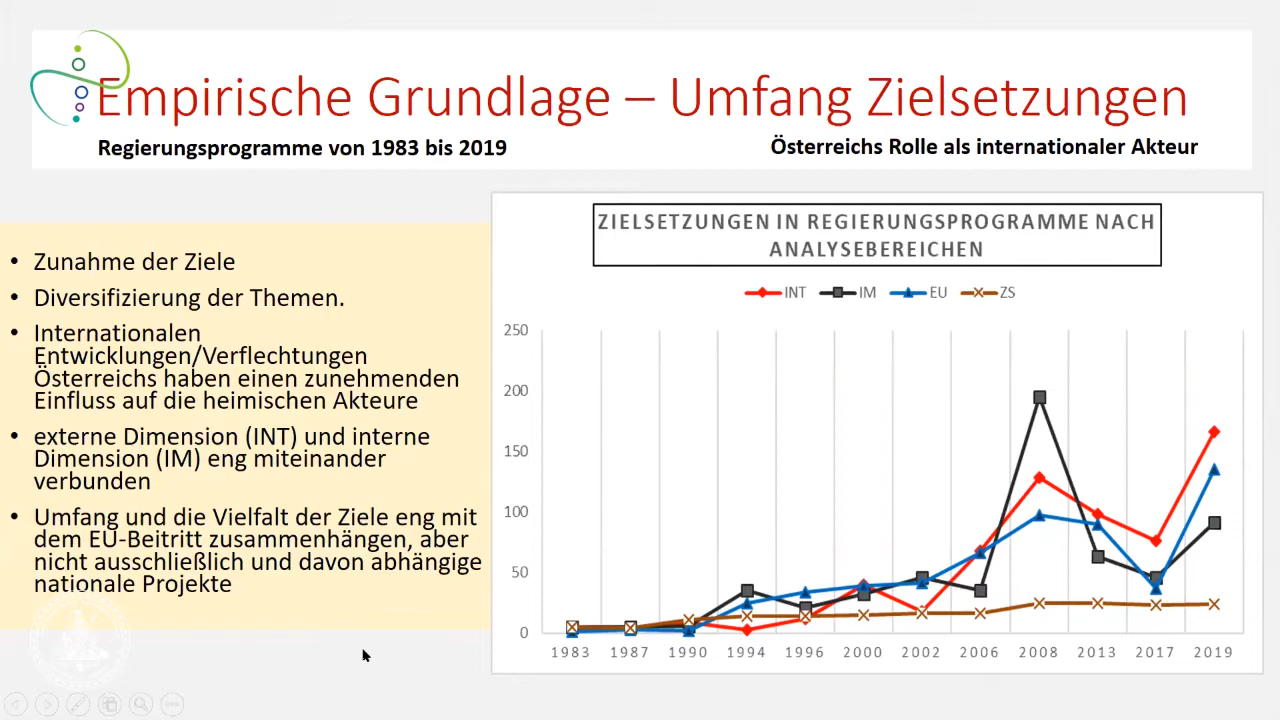 Empirische Grundlage – Umfang Zielsetzungen
Regierungsprogramme von 1983 bis 2019
Österreichs Rolle als internationaler Akteur
• Zunahme der Ziele
• Diversifizierung der Themen.
• Internationalen
Entwicklungen/Verflechtungen
Österreichs haben einen zunehmenden
Einfluss auf die heimischen Akteure
• externe Dimension (INT) und interne
Dimension (IM) eng miteinander
verbunden
• Umfang und die Vielfalt der Ziele eng mit
dem EU-Beitritt zusammenhängen, aber
nicht ausschließlich und davon abhängige
nationale Projekte
ZIELSETZUNGEN IN REGIERUNGSPROGRAMME NACH
ANALYSEBEREICHEN
INT IM EU ZS
250
200
150
100
50
0
1983 1987 1990 1994 1996 2000 2002 2006 2008 2013 2017 2019